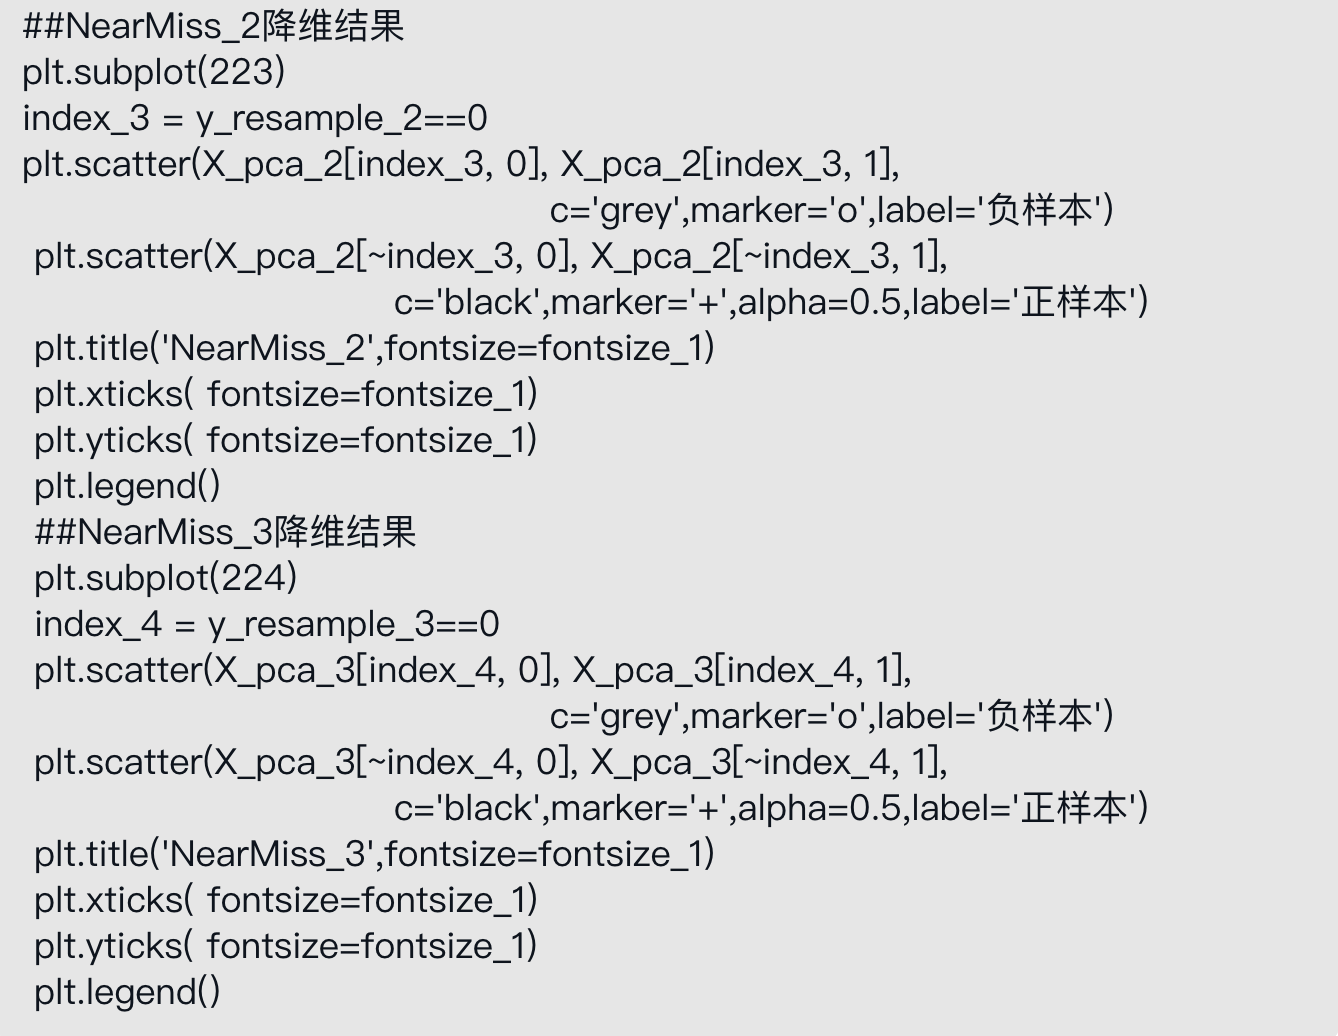 ##NearMiss_2降维结果
plt.subplot(223)
index_3 = y_resample_2==0
plt.scatter(X_pca_2[index_3, 0], X_pca_2[index_3, 1],
c='grey',marker='o',label='负样本')
plt.scatter(X_pca_2[~index_3, 0], X_pca_2[~index_3, 1],
c='black',marker='+',alpha=0.5,label='正样本')
plt.title('NearMiss_2',fontsize=fontsize_1)
plt.xticks( fontsize=fontsize_1)
plt.yticks( fontsize=fontsize_1)
plt.legend()
##NearMiss_3降维结果
plt.subplot(224)
index_4 = y_resample_3==0
plt.scatter(X_pca_3[index_4, 0], X_pca_3[index_4, 1],
c='grey',marker='o',label='负样本')
plt.scatter(X_pca_3[~index_4, 0], X_pca_3[~index_4, 1],
c='black',marker='+',alpha=0.5,label='正样本')
plt.title('NearMiss_3',fontsize=fontsize_1)
plt.xticks( fontsize=fontsize_1)
plt.yticks( fontsize=fontsize_1)
plt.legend()